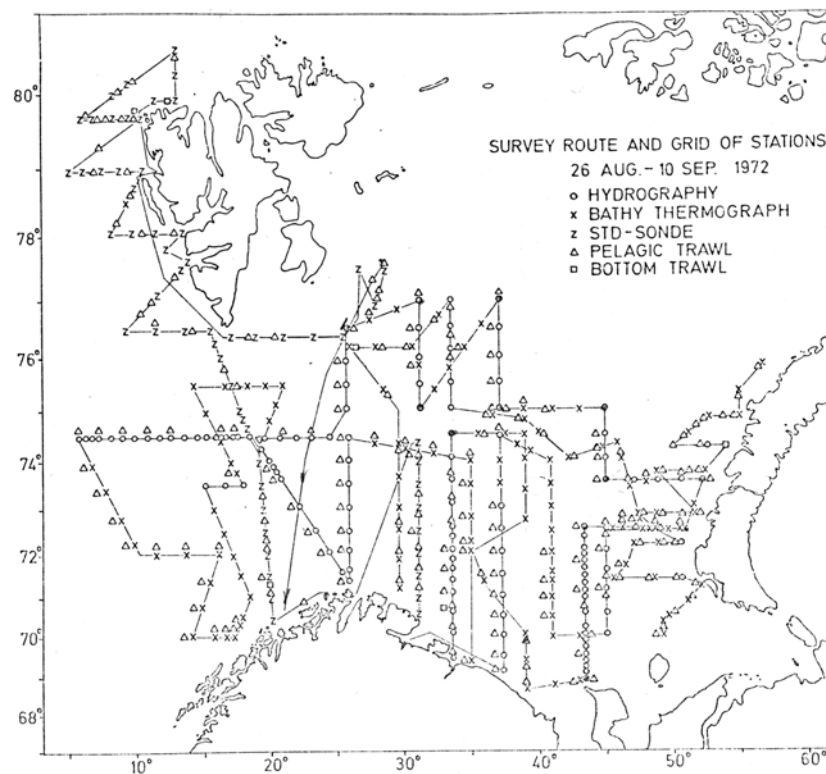 80°
78°
76°
74°
72°
70°
68°
SURVEY ROUTE AND GRID OF STATIONS
26 AUG.-10 SEP. 1972
o HYDROGRAPHY
x BATHY THERMOGRAPH
z STD-SONDE
△ PELAGIC TRAWL
□ BOTTOM TRAWL
10° 20° 30° 40° 50° 60°